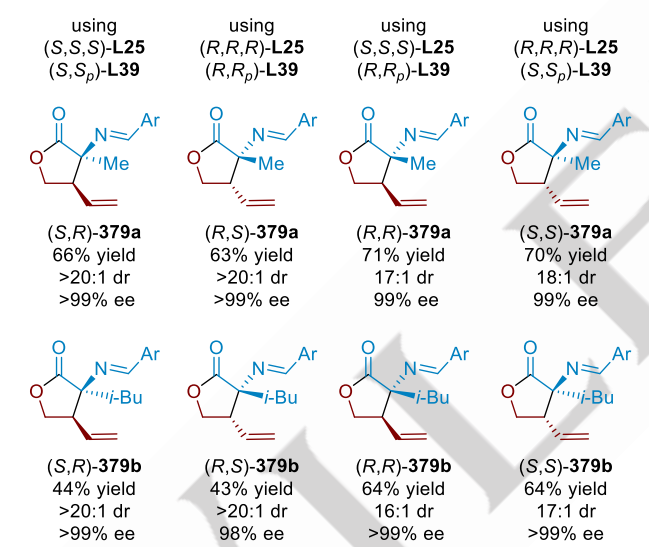 using using using using
(S,S,S)-L25 (R,R,R)-L25 (S,S,S)-L25 (R,R,R)-L25
(S,Sp)-L39 (R,Rp)-L39 (R,Rp)-L39 (S,Sp)-L39
O N Ar O N Ar O N Ar O N Ar
O Me O Me O Me O Me
(S,R)-379a (R,S)-379a (R,R)-379a (S,S)-379a
66% yield 63% yield 71% yield 70% yield
>20:1 dr >20:1 dr 17:1 dr 18:1 dr
>99% ee >99% ee 99% ee 99% ee
O N Ar O N Ar O N Ar O N Ar
O i-Bu O i-Bu O i-Bu O i-Bu
(S,R)-379b (R,S)-379b (R,R)-379b (S,S)-379b
44% yield 43% yield 64% yield 64% yield
>20:1 dr >20:1 dr 16:1 dr 17:1 dr
>99% ee 98% ee >99% ee >99% ee